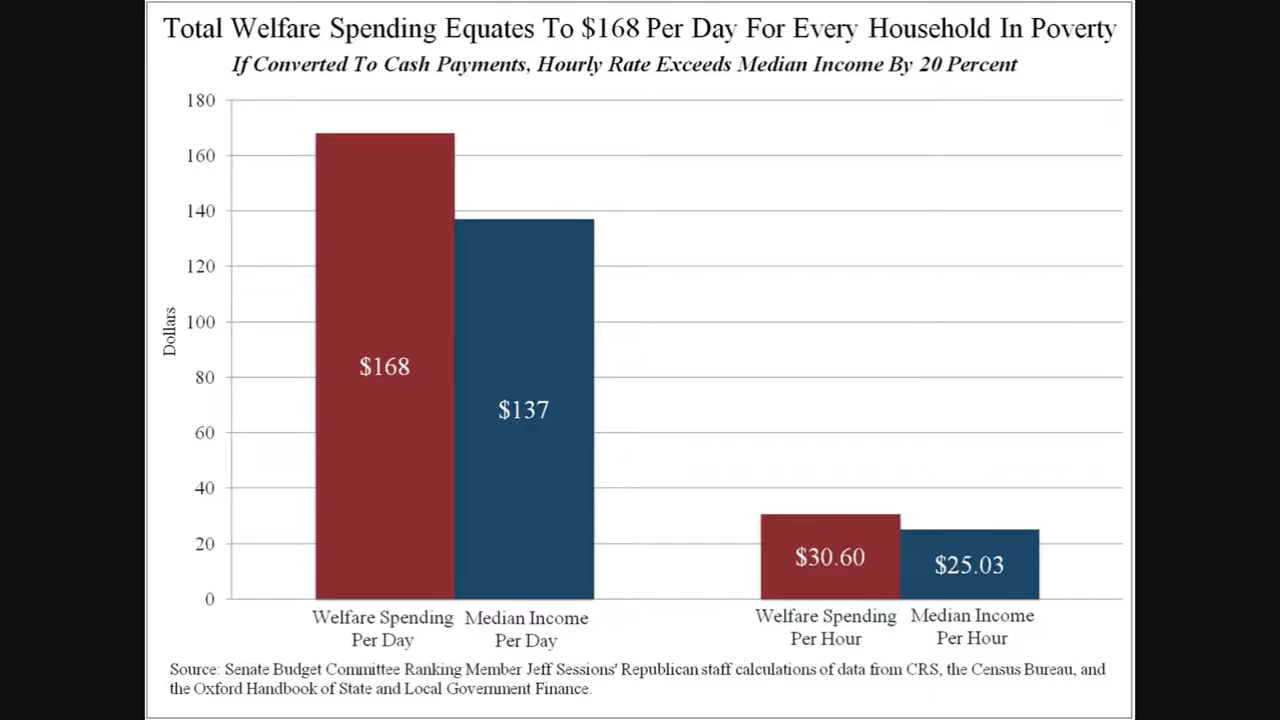 Total Welfare Spending Equates To $168 Per Day For Every Household In Poverty
If Converted To Cash Payments, Hourly Rate Exceeds Median Income By 20 Percent
180
160
140
120
100
80
60
40
20
0
Dollars
$168
$137
$30.60
$25.03
Welfare Spending
Per Day
Median Income
Per Day
Welfare Spending
Per Hour
Median Income
Per Hour
Source: Senate Budget Committee Ranking Member Jeff Sessions' Republican staff calculations of data from CRS, the Census Bureau, and
the Oxford Handbook of State and Local Government Finance.